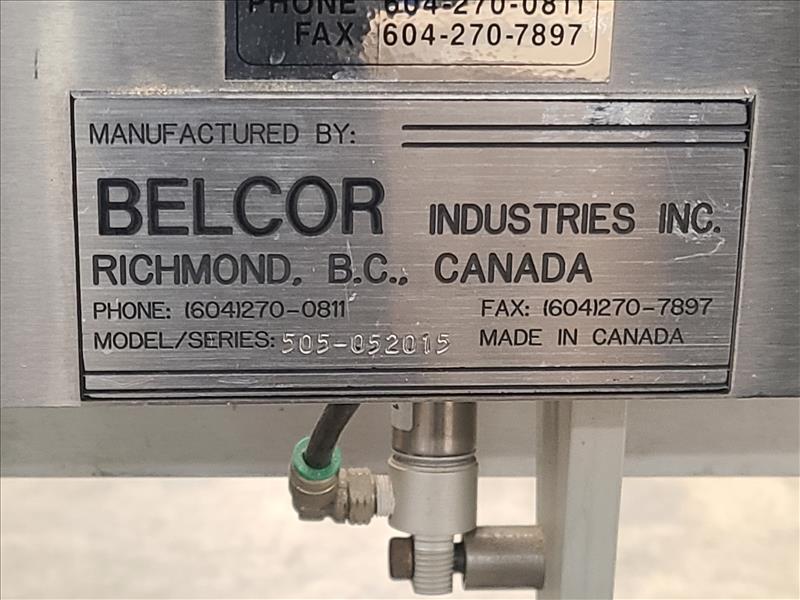 PHONE 604-270-0811
FAX 604-270-7897
MANUFACTURED BY:
BELCOR INDUSTRIES INC.
RICHMOND, B.C., CANADA
PHONE: (604)270-0811 FAX: (604)270-7897
MODEL/SERIES: 505-052015 MADE IN CANADA